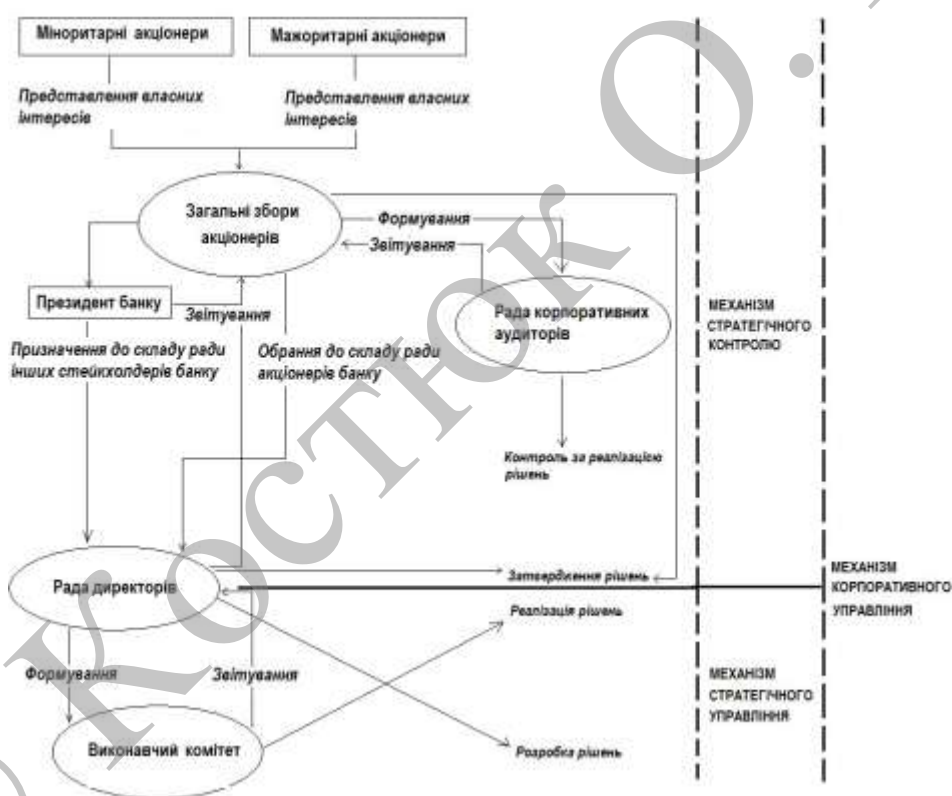 Міноритарні акціонери
Мажоритарні акціонери
Представлення власних
інтересів
Представлення власних
інтересів
Загальні збори
акціонерів
Формування
Звітування
Президент банку
Звітування
Рада корпоративних
аудиторів
Призначення до складу ради
інших стейкхолдерів банку
Обрання до складу ради
акціонерів банку
МЕХАНІЗМ
СТРАТЕГІЧНОГО
КОНТРОЛЮ
Контроль за реалізацією
рішень
Рада директорів
Затвердження рішень
МЕХАНІЗМ
КОРПОРАТИВНОГО
УПРАВЛІННЯ
Реалізація рішень
Формування
Звітування
МЕХАНІЗМ
СТРАТЕГІЧНОГО
УПРАВЛІННЯ
Виконавчий комітет
Розробка рішень
КОСТЮК О.